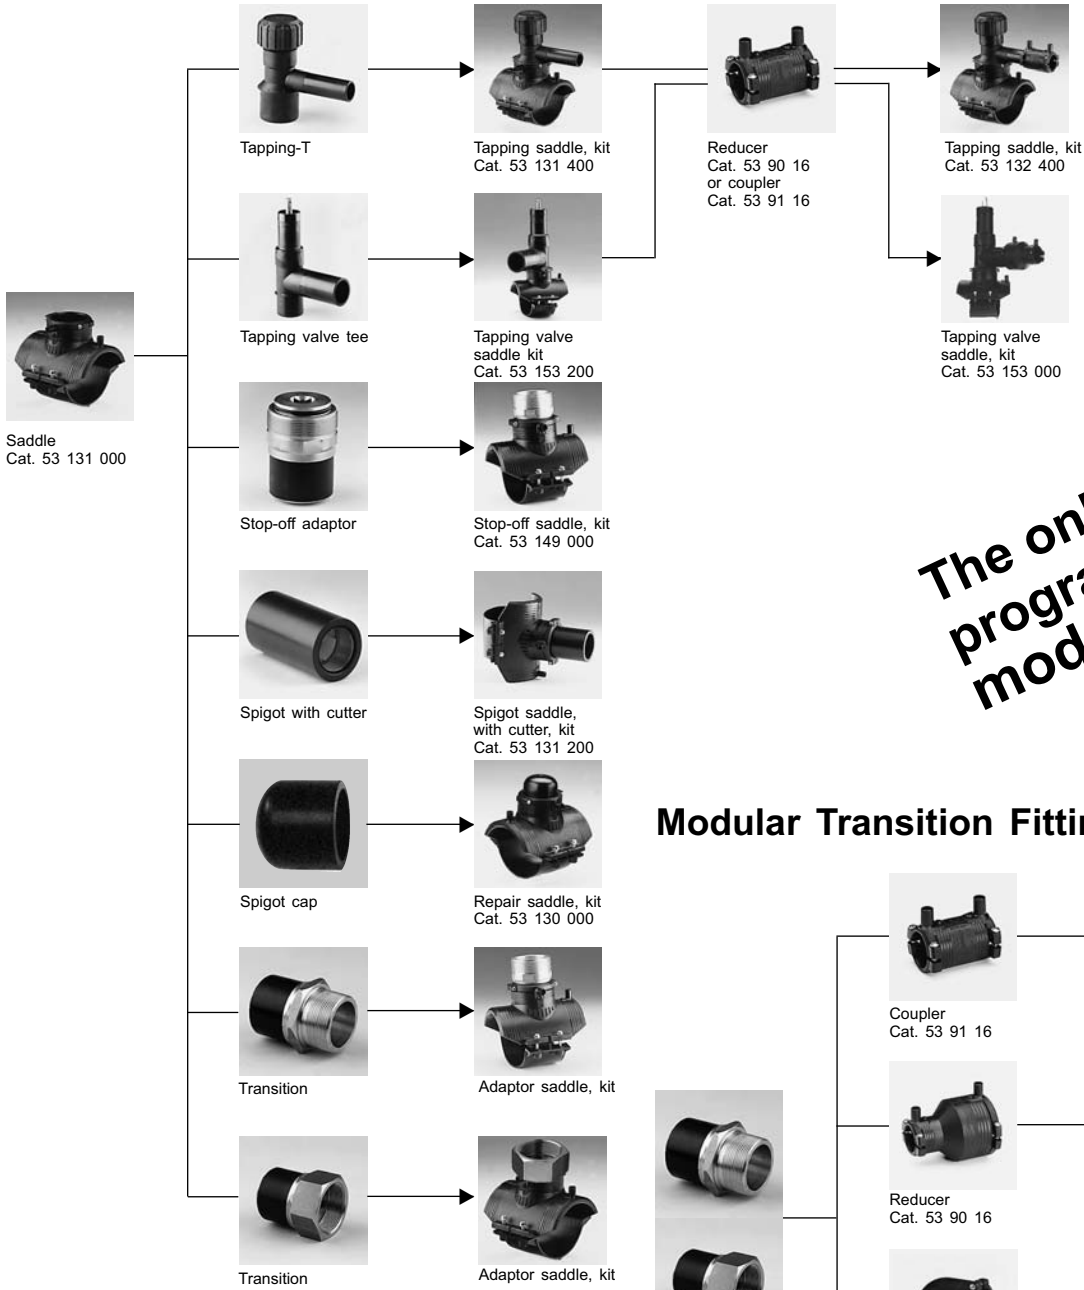 Tapping-T
Tapping saddle, kit
Cat. 53 131 400
Reducer
Cat. 53 90 16
or coupler
Cat. 53 91 16
Tapping saddle, kit
Cat. 53 132 400
Tapping valve tee
Tapping valve
saddle kit
Cat. 53 153 200
Tapping valve
saddle, kit
Cat. 53 153 000
Saddle
Cat. 53 131 000
Stop-off adaptor
Stop-off saddle, kit
Cat. 53 149 000
The
Spigot with cutter
Spigot saddle,
with cutter, kit
Cat. 53 131 200
Modular Transition
Spigot cap
Repair saddle, kit
Cat. 53 130 000
Coupler
Cat. 53 91 16
Transition
Adaptor saddle, kit
Reducer
Cat. 53 90 16
Transition
Adaptor saddle, kit